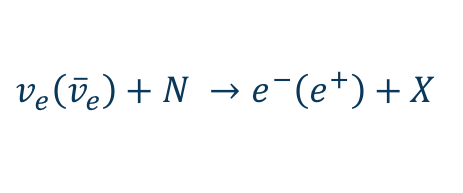 νₑ(ν̄ₑ) + N → e⁻(e⁺) + X